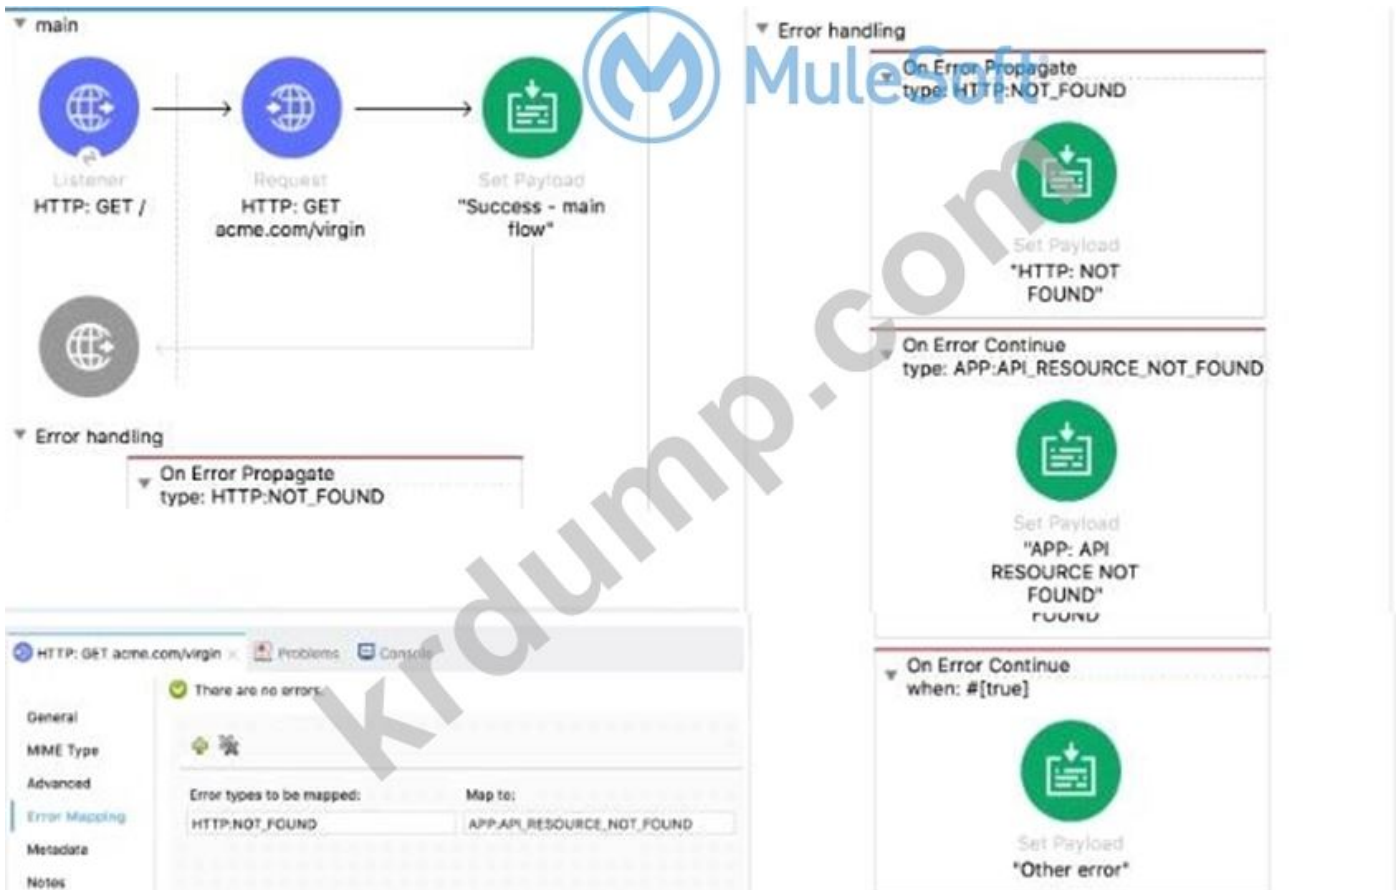 main
Listener
HTTP: GET /
Request
HTTP: GET
acme.com/virgin
Set Payload
"Success - main
flow"
Error handling
On Error Propagate
type: HTTP:NOT_FOUND
MuleSoft
Error handling
On Error Propagate
type: HTTP:NOT_FOUND
Set Payload
"HTTP: NOT
FOUND"
On Error Continue
type: APP:API_RESOURCE_NOT_FOUND
Set Payload
"APP: API
RESOURCE NOT
FOUND"
FOUND
On Error Continue
when: #[true]
Set Payload
"Other error"
HTTP: GET acme.com/virgin
Problems
Console
There are no errors.
General
MIME Type
Advanced
Error Mapping
Metadata
Notes
Error types to be mapped:
Map to:
HTTP:NOT_FOUND
APP:API_RESOURCE_NOT_FOUND
krdump.com